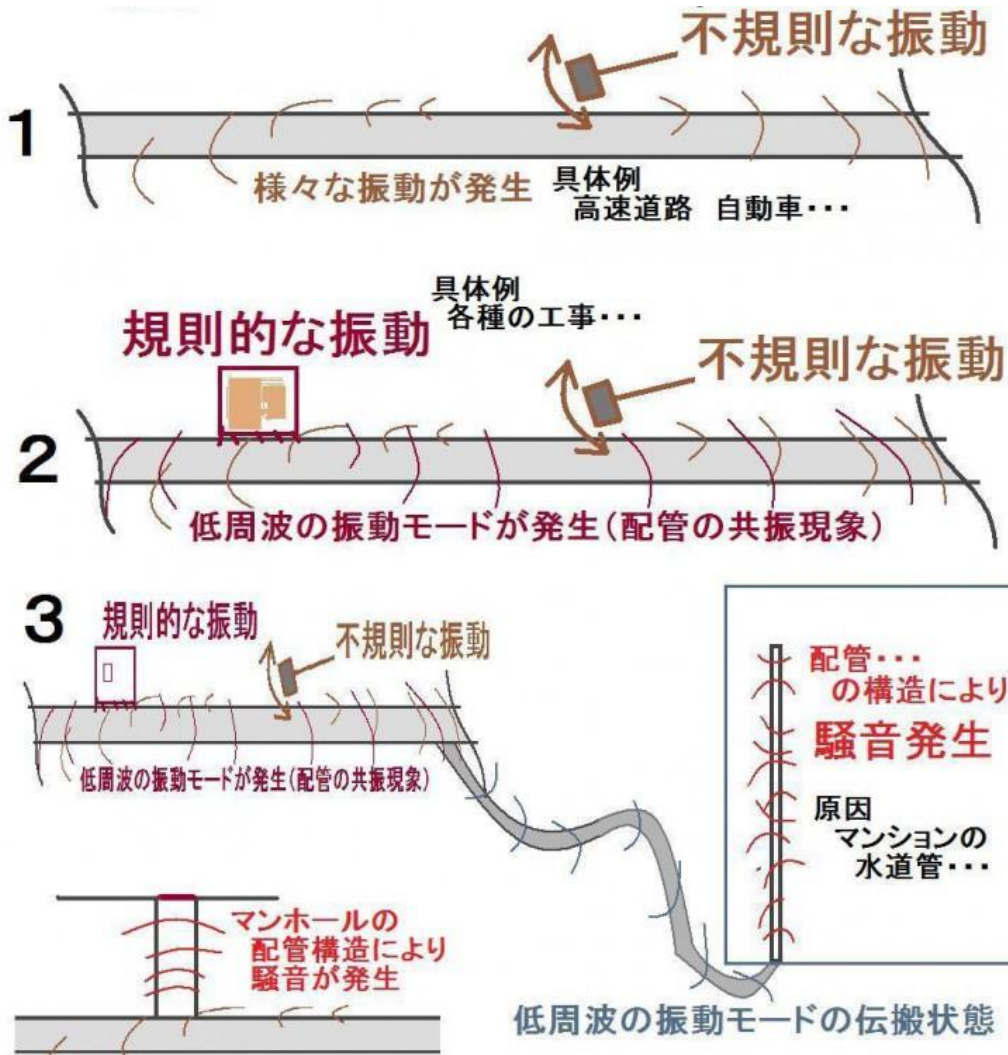 不規則な振動
1
様々な振動が発生
具体例
高速道路 自動車・・・
具体例
各種の工事・・・
規則的な振動
不規則な振動
2
低周波の振動モードが発生(配管の共振現象)
3
規則的な振動
不規則な振動
低周波の振動モードが発生(配管の共振現象)
配管・・・
の構造により
騒音発生
原因
マンションの
水道管・・・
マンホールの
配管構造により
騒音が発生
低周波の振動モードの伝搬状態